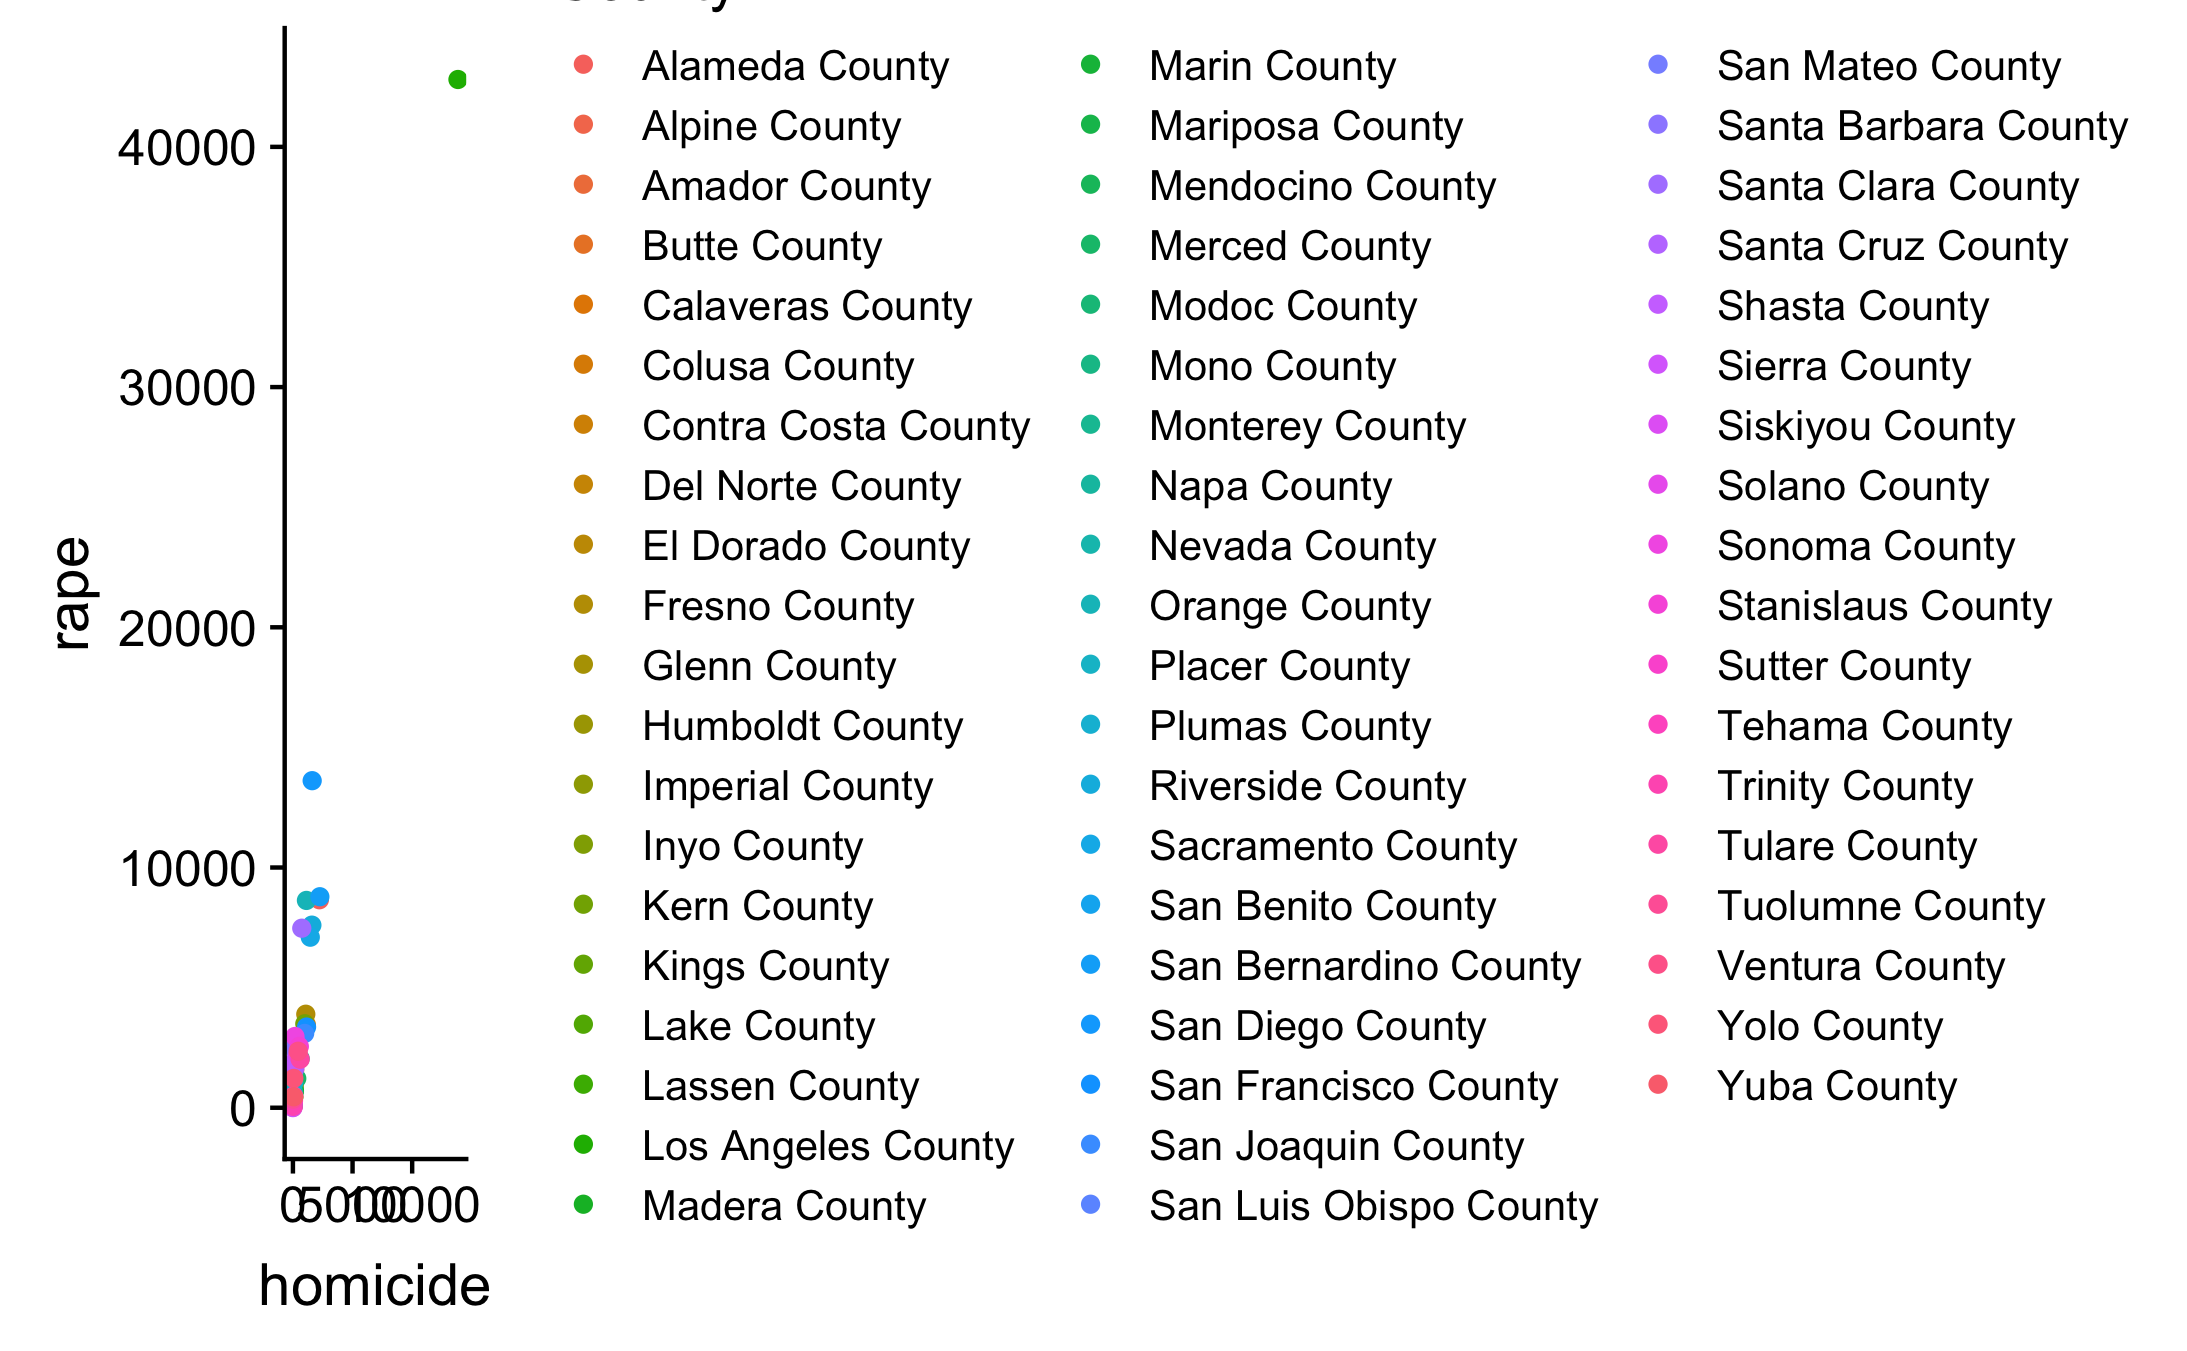 40000
30000
20000
10000
0
rape
0
5000
10000
homicide
Alameda County
Alpine County
Amador County
Butte County
Calaveras County
Colusa County
Contra Costa County
Del Norte County
El Dorado County
Fresno County
Glenn County
Humboldt County
Imperial County
Inyo County
Kern County
Kings County
Lake County
Lassen County
Los Angeles County
Madera County
Marin County
Mariposa County
Mendocino County
Merced County
Modoc County
Mono County
Monterey County
Napa County
Nevada County
Orange County
Placer County
Plumas County
Riverside County
Sacramento County
San Benito County
San Bernardino County
San Diego County
San Francisco County
San Joaquin County
San Luis Obispo County
San Mateo County
Santa Barbara County
Santa Clara County
Santa Cruz County
Shasta County
Sierra County
Siskiyou County
Solano County
Sonoma County
Stanislaus County
Sutter County
Tehama County
Trinity County
Tulare County
Tuolumne County
Ventura County
Yolo County
Yuba County